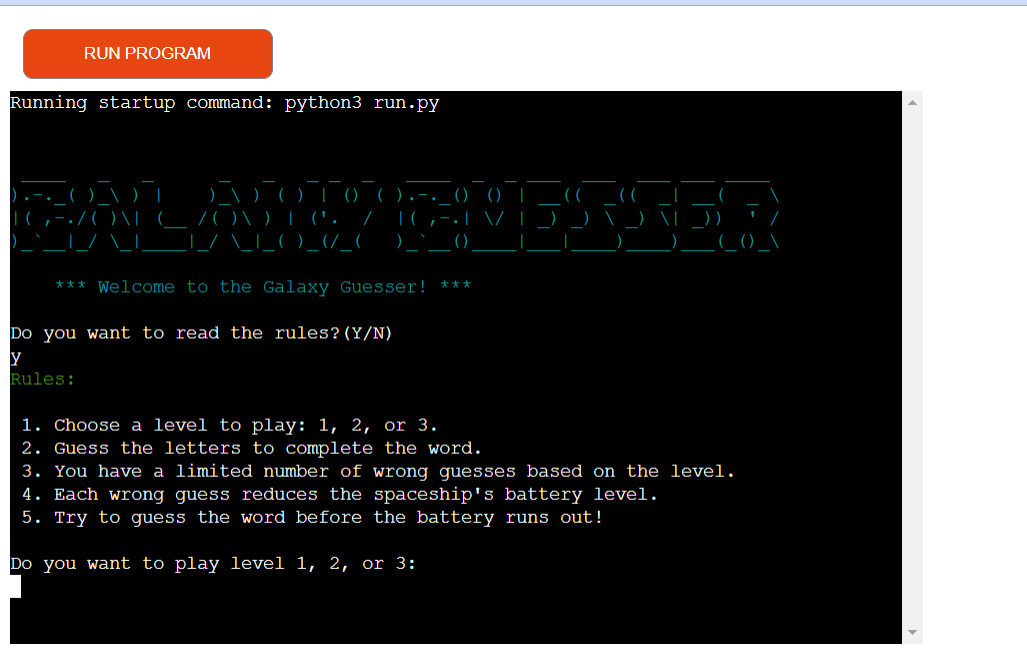 RUN PROGRAM
Running startup command: python3 run.py
GALAXY GUESSER
*** Welcome to the Galaxy Guesser! ***
Do you want to read the rules?(Y/N)
y
Rules:
1. Choose a level to play: 1, 2, or 3.
2. Guess the letters to complete the word.
3. You have a limited number of wrong guesses based on the level.
4. Each wrong guess reduces the spaceship's battery level.
5. Try to guess the word before the battery runs out!
Do you want to play level 1, 2, or 3: